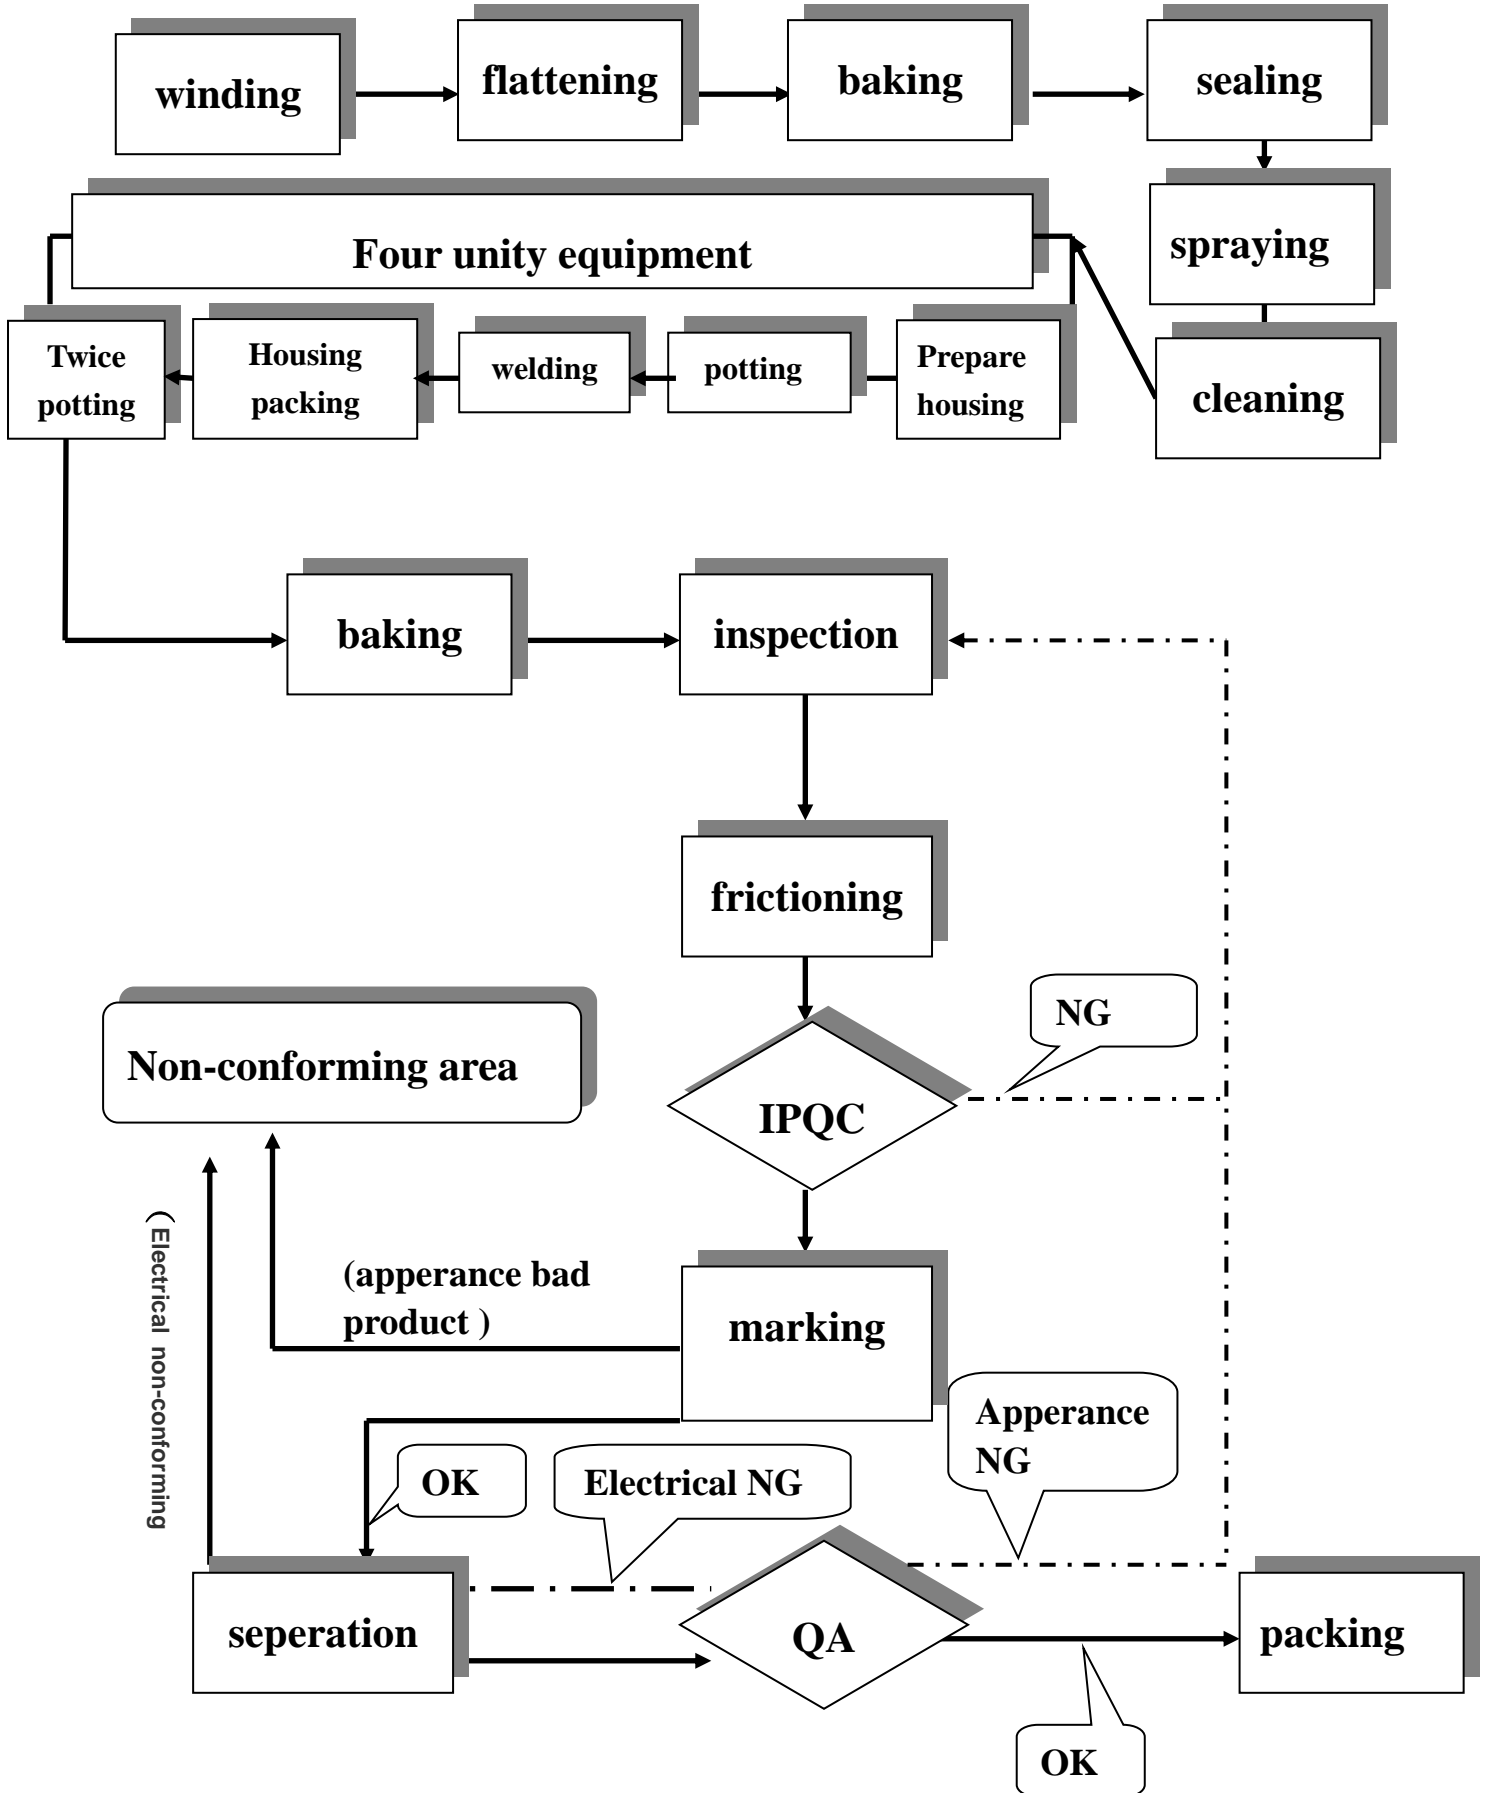 winding
flattening
baking
sealing
spraying
Four unity equipment
Twice
potting
Housing
packing
welding
potting
Prepare
housing
cleaning
baking
inspection
frictioning
NG
Non-conforming area
IPQC
(Electrical non-conforming
(apperance bad
product )
marking
Apperance
NG
OK
Electrical NG
seperation
QA
packing
OK